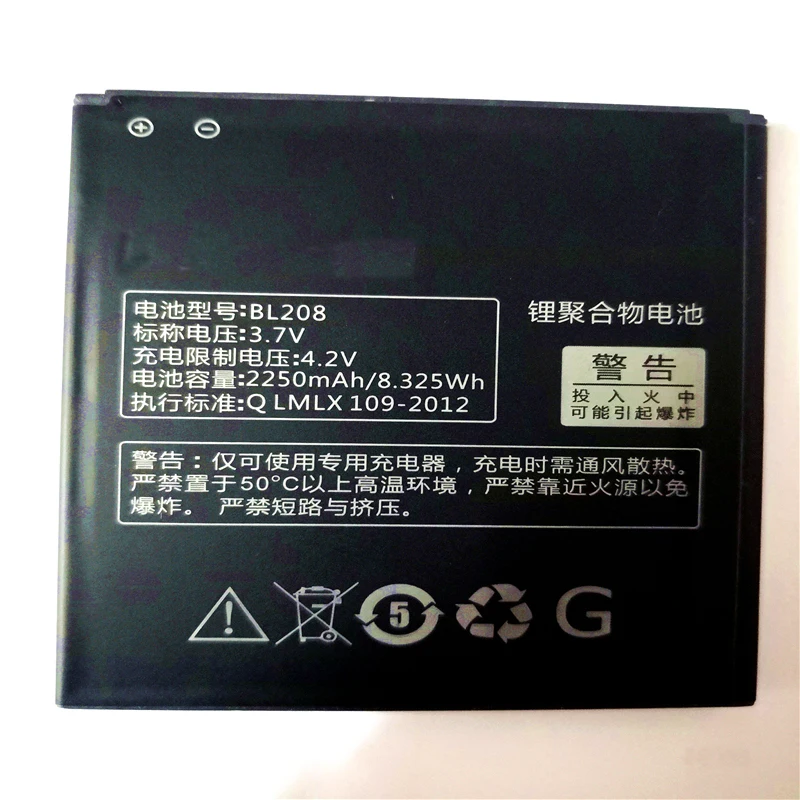 电池型号:BL208
标称电压:3.7V
充电限制电压:4.2V
电池容量:2250mAh/8.325Wh
执行标准:Q LMLX 109-2012
锂聚合物电池
警告
投入火中
可能引起爆炸
警告：仅可使用专用充电器，充电时需通风散热。
严禁置于50°C以上高温环境，严禁靠近火源以免
爆炸。 严禁短路与挤压。
5
G